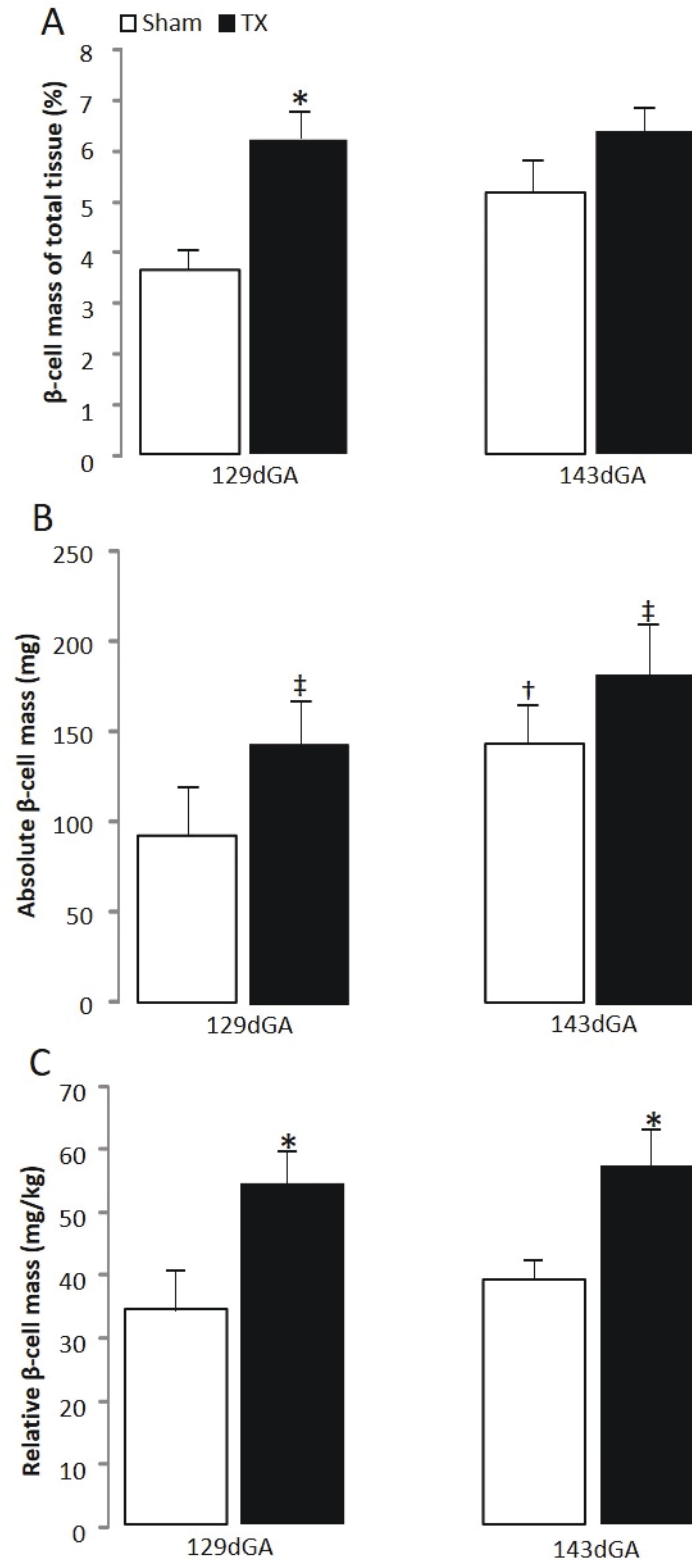 A
Sham TX
β-cell mass of total tissue (%)
8
7
6
5
4
3
2
1
0
*
129dGA
143dGA
B
Absolute β-cell mass (mg)
250
200
150
100
50
0
‡
†
‡
129dGA
143dGA
C
Relative β-cell mass (mg/kg)
70
60
50
40
30
20
10
0
*
*
129dGA
143dGA